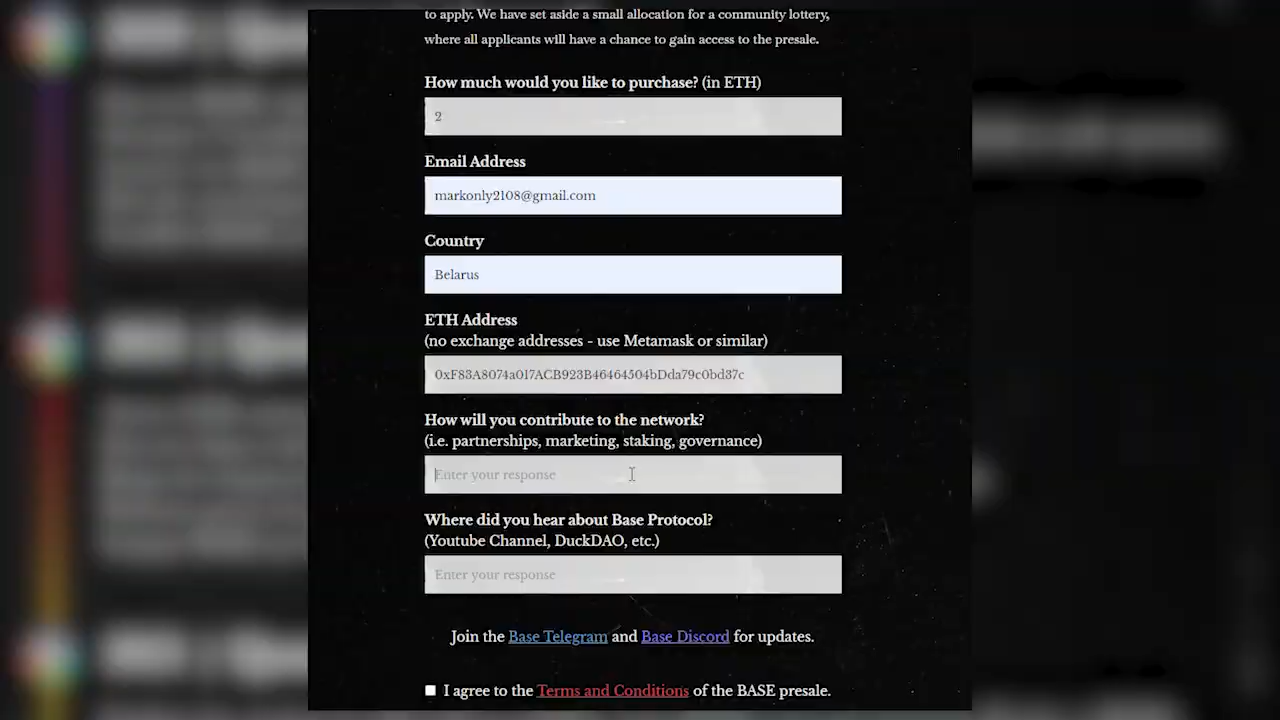 to apply. We have set aside a small allocation for a community lottery,
where all applicants will have a chance to gain access to the presale.
How much would you like to purchase? (in ETH)
2
Email Address
markonly2108@gmail.com
Country
Belarus
ETH Address
(no exchange addresses - use Metamask or similar)
0xF83A8074a017ACB923B46464504bDda79c0bd37c
How will you contribute to the network?
(i.e. partnerships, marketing, staking, governance)
Enter your response
Where did you hear about Base Protocol?
(Youtube Channel, DuckDAO, etc.)
Enter your response
Join the Base Telegram and Base Discord for updates.
I agree to the Terms and Conditions of the BASE presale.